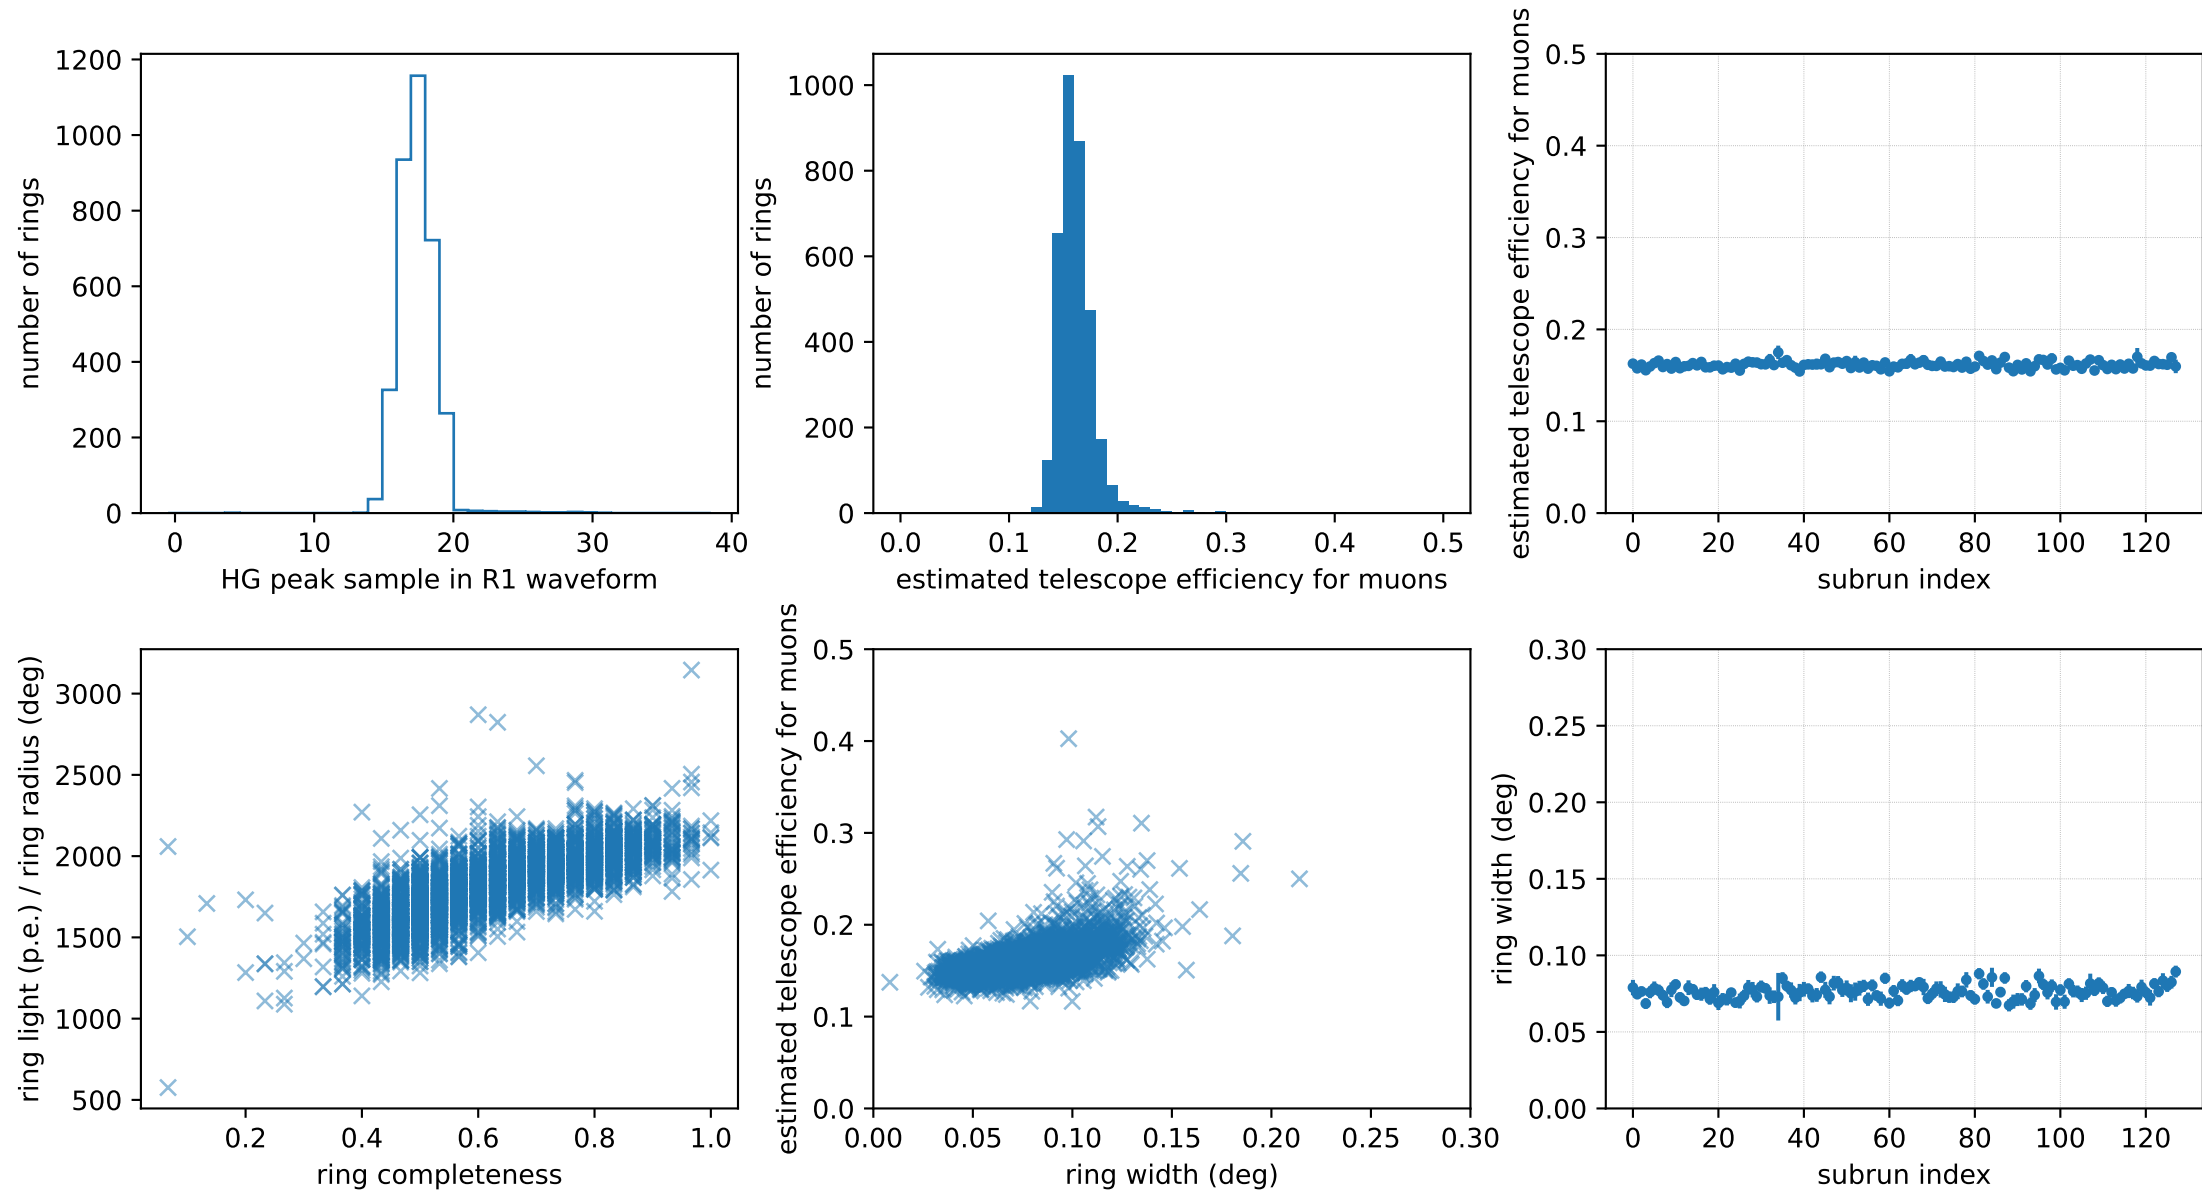 number of rings
1200
1000
800
600
400
200
0
0 10 20 30 40
HG peak sample in R1 waveform
number of rings
1000
800
600
400
200
0
0.0 0.1 0.2 0.3 0.4 0.5
estimated telescope efficiency for muons
estimated telescope efficiency for muons
0.5
0.4
0.3
0.2
0.1
0.0
0 20 40 60 80 100 120
subrun index
ring light (p.e.) / ring radius (deg)
3000
2500
2000
1500
1000
500
0.2 0.4 0.6 0.8 1.0
ring completeness
estimated telescope efficiency for muons
0.5
0.4
0.3
0.2
0.1
0.0
0.00 0.05 0.10 0.15 0.20 0.25 0.30
ring width (deg)
ring width (deg)
0.30
0.25
0.20
0.15
0.10
0.05
0.00
0 20 40 60 80 100 120
subrun index